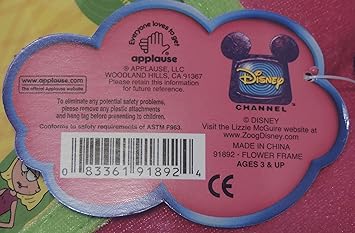 Everyone loves to get
applause
® APPLAUSE, LLC
WOODLAND HILLS, CA 91367
Please retain this information
for future reference.
www.applause.com
The official Applause website
To eliminate any potential safety problems,
please remove any plastic attachments
and hang tag before presenting to children.
Conforms to safety requirements of ASTM F963.
0 83361 91892 4
Disney
CHANNEL
© DISNEY
Visit the Lizzie McGuire website at
www.ZoogDisney.com
MADE IN CHINA
91892 - FLOWER FRAME
AGES 3 & UP
CE